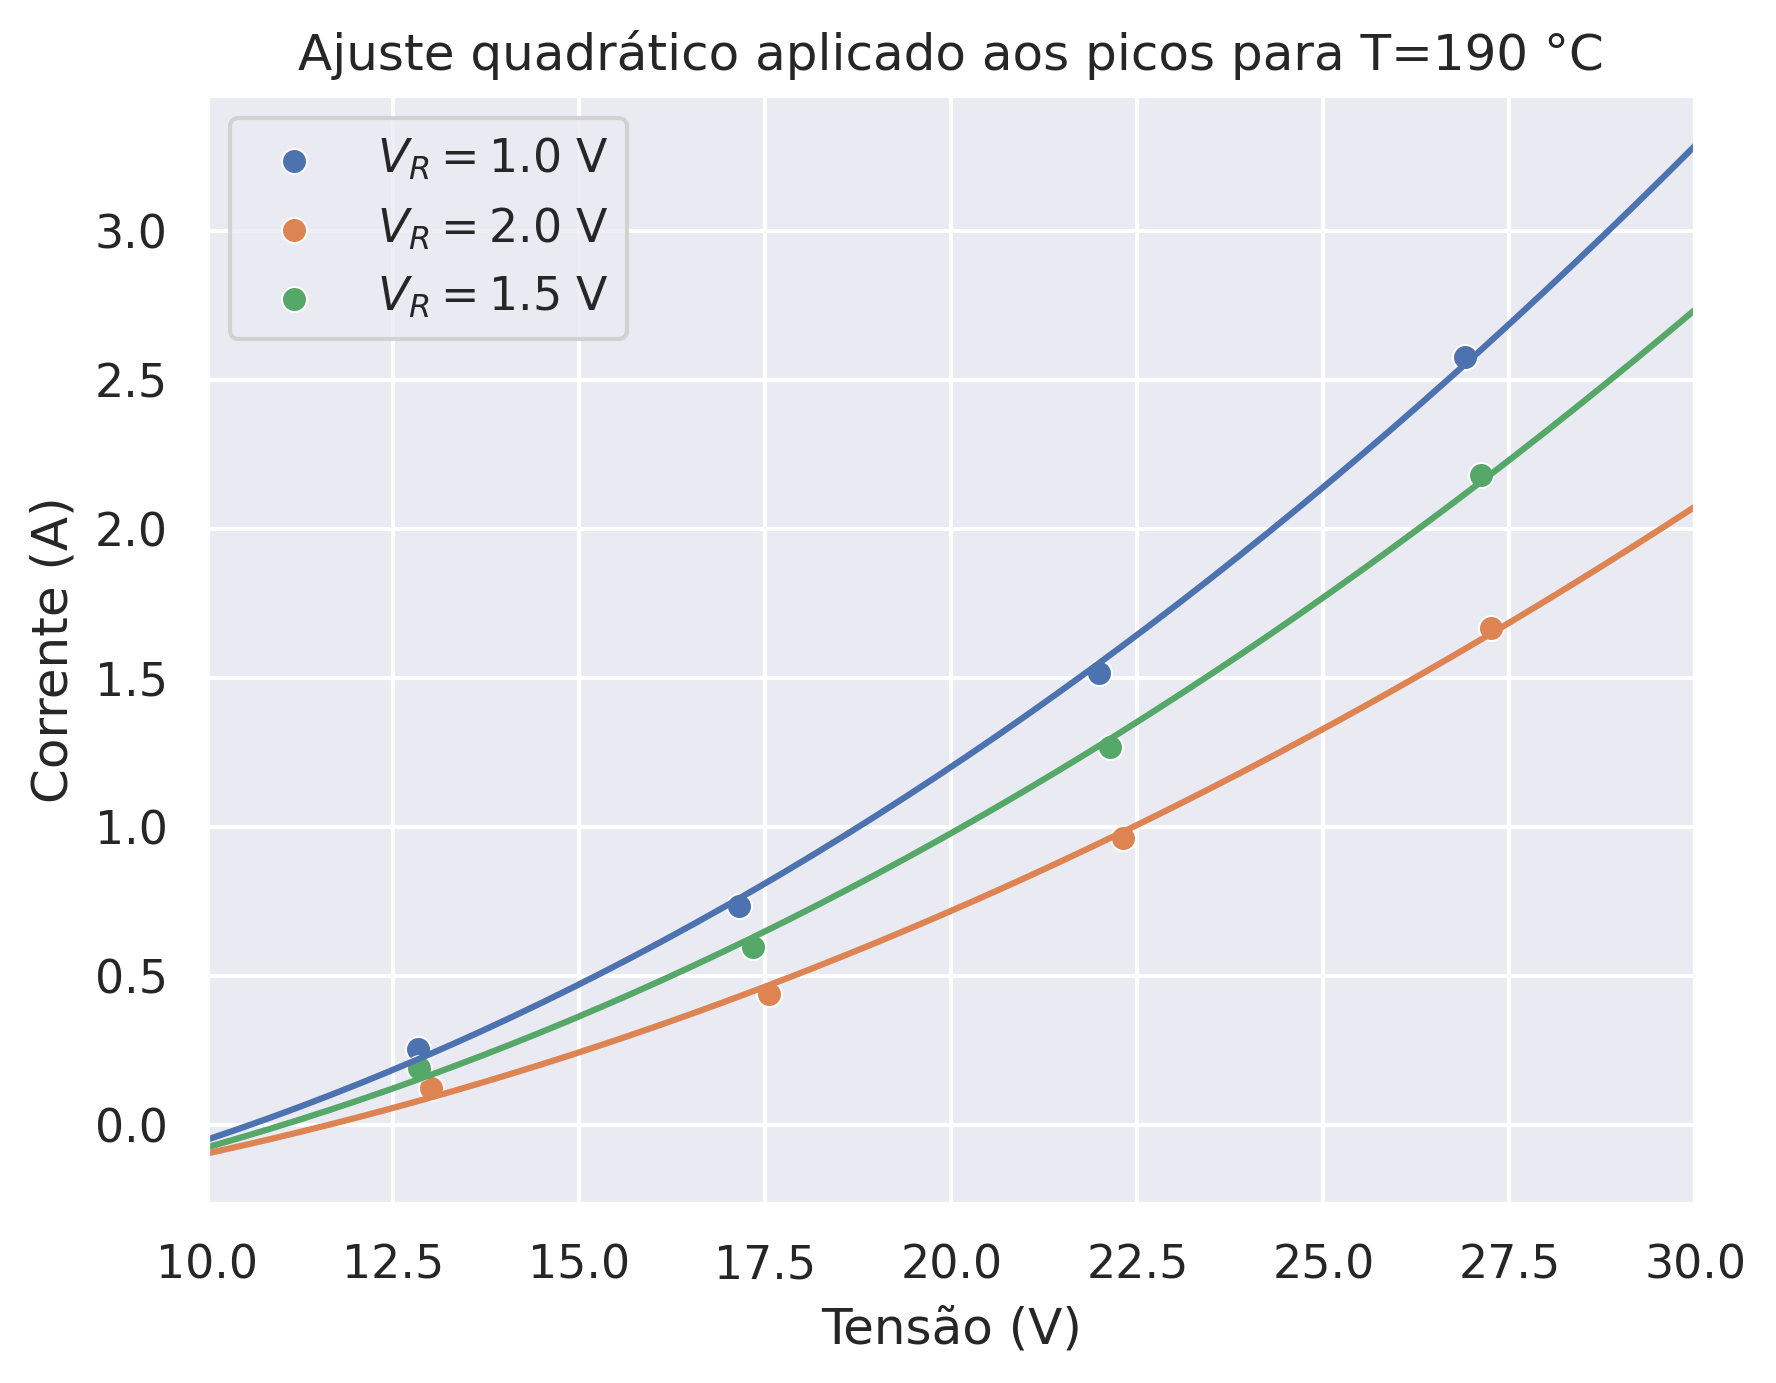 Ajuste quadrático aplicado aos picos para T=190 °C
V_R = 1.0 V
V_R = 2.0 V
V_R = 1.5 V
3.0
2.5
2.0
1.5
1.0
0.5
0.0
Corrente (A)
10.0 12.5 15.0 17.5 20.0 22.5 25.0 27.5 30.0
Tensão (V)